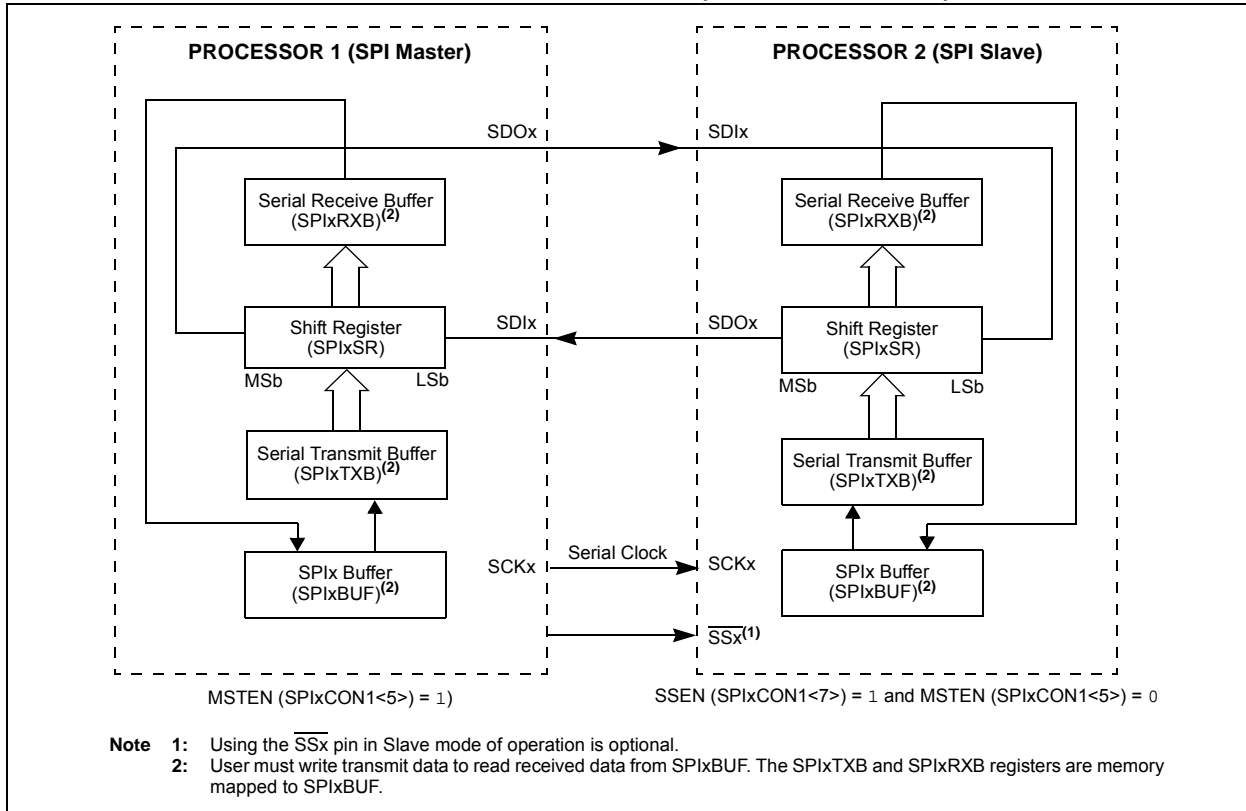 PROCESSOR 1 (SPI Master)
PROCESSOR 2 (SPI Slave)
SDOx
SDIx
Serial Receive Buffer
(SPIxRXB)(2)
Serial Receive Buffer
(SPIxRXB)(2)
SDIx
SDOx
Shift Register
(SPIxSR)
Shift Register
(SPIxSR)
MSb
LSb
MSb
LSb
Serial Transmit Buffer
(SPIxTXB)(2)
Serial Transmit Buffer
(SPIxTXB)(2)
SPIx Buffer
(SPIxBUF)(2)
SCKx
Serial Clock
SCKx
SPIx Buffer
(SPIxBUF)(2)
SSx(1)
MSTEN (SPIxCON1<5>) = 1)
SSEN (SPIxCON1<7>) = 1 and MSTEN (SPIxCON1<5>) = 0
Note 1: Using the SSx pin in Slave mode of operation is optional.
2: User must write transmit data to read received data from SPIxBUF. The SPIxTXB and SPIxRXB registers are memory
mapped to SPIxBUF.